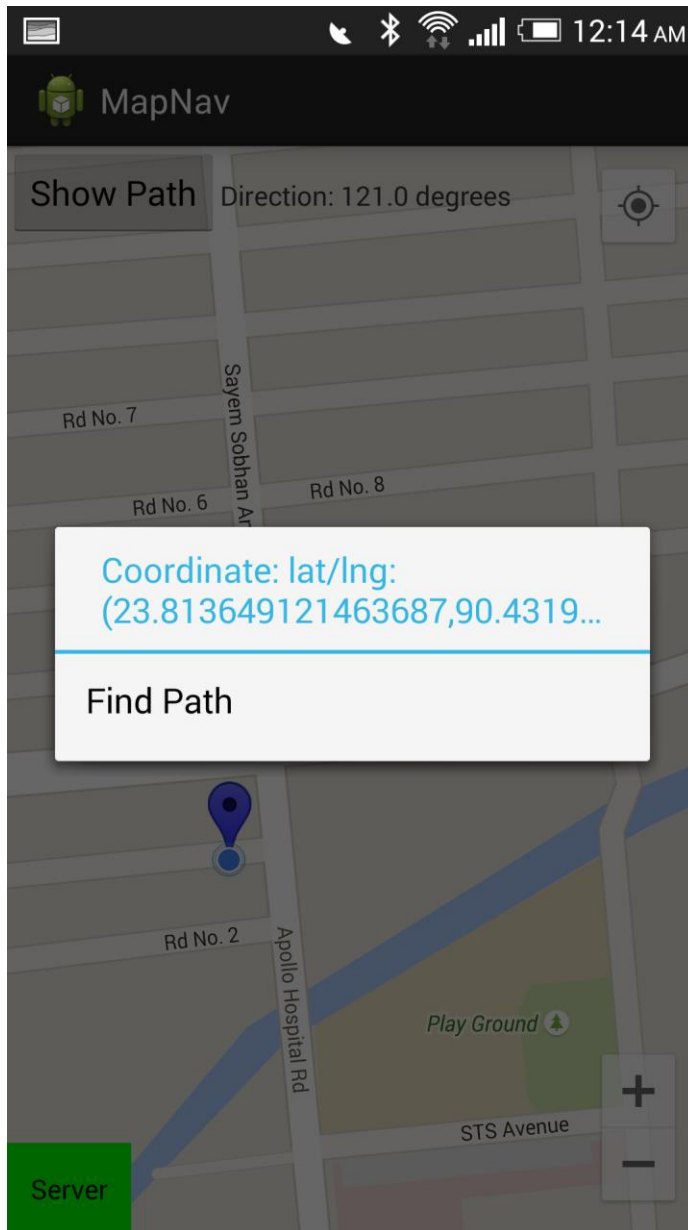 12:14 AM
MapNav
Show Path
Direction: 121.0 degrees
Sayem Sobhan An
Rd No. 7
Rd No. 8
Rd No. 6
Coordinate: lat/lng:
(23.813649121463687,90.4319...
Find Path
Rd No. 2
Apollo Hospital Rd
Play Ground
+
STS Avenue
−
Server